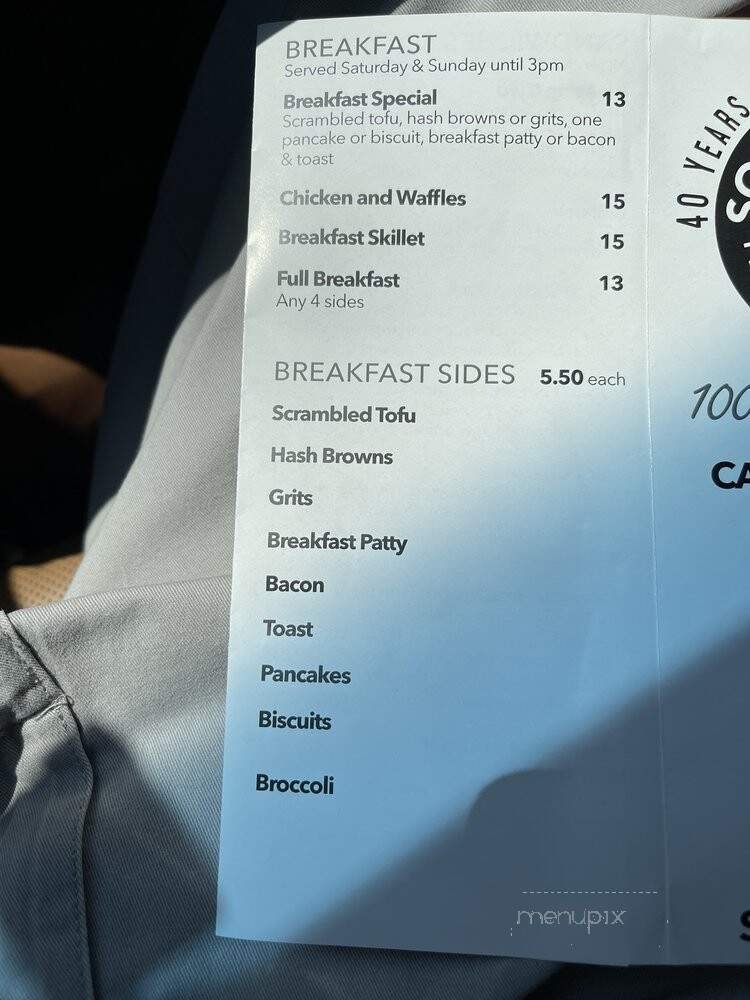 BREAKFAST
Served Saturday & Sunday until 3pm
Breakfast Special 13
Scrambled tofu, hash browns or grits, one
pancake or biscuit, breakfast patty or bacon
& toast
Chicken and Waffles 15
Breakfast Skillet 15
Full Breakfast 13
Any 4 sides
BREAKFAST SIDES 5.50 each
Scrambled Tofu
Hash Browns
Grits
Breakfast Patty
Bacon
Toast
Pancakes
Biscuits
Broccoli
40 YEARS
100
CA
menupix